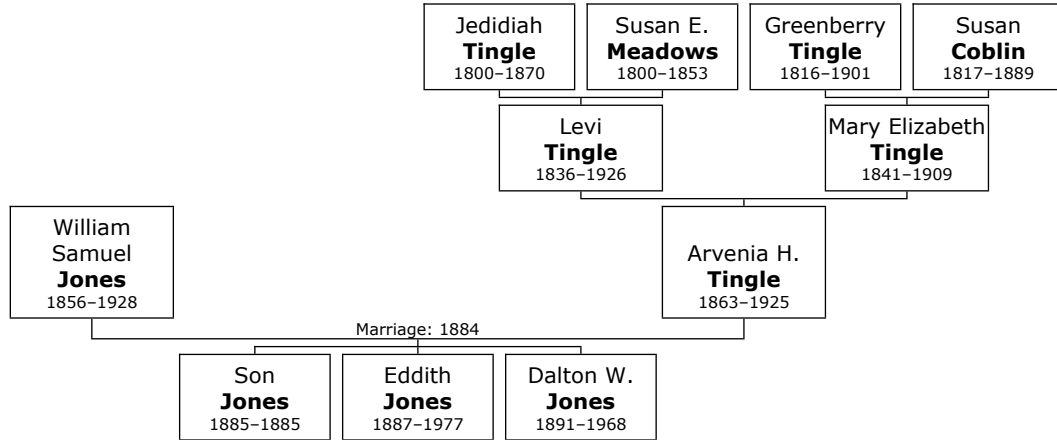 Jedidiah
Tingle
1800–1870
Susan E.
Meadows
1800–1853
Greenberry
Tingle
1816–1901
Susan
Coblin
1817–1889
Levi
Tingle
1836–1926
Mary Elizabeth
Tingle
1841–1909
William
Samuel
Jones
1856–1928
Arvenia H.
Tingle
1863–1925
Marriage: 1884
Son
Jones
1885–1885
Eddith
Jones
1887–1977
Dalton W.
Jones
1891–1968